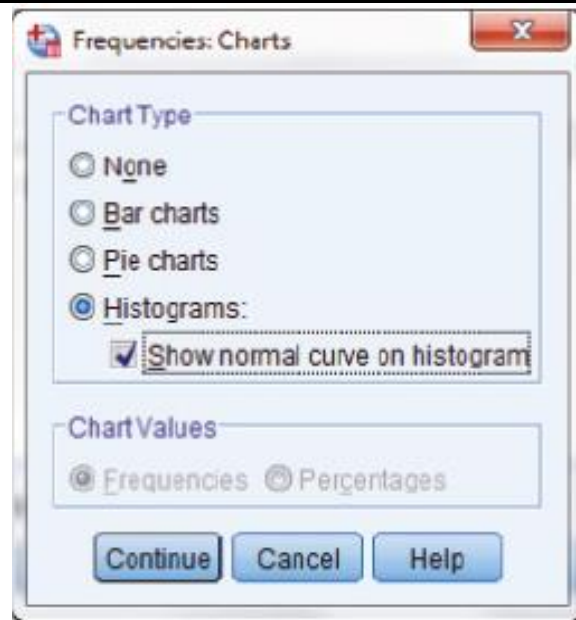 Frequencies: Charts
Chart Type
None
Bar charts
Pie charts
Histograms:
Show normal curve on histogram
Chart Values
Frequencies Percentages
Continue Cancel Help